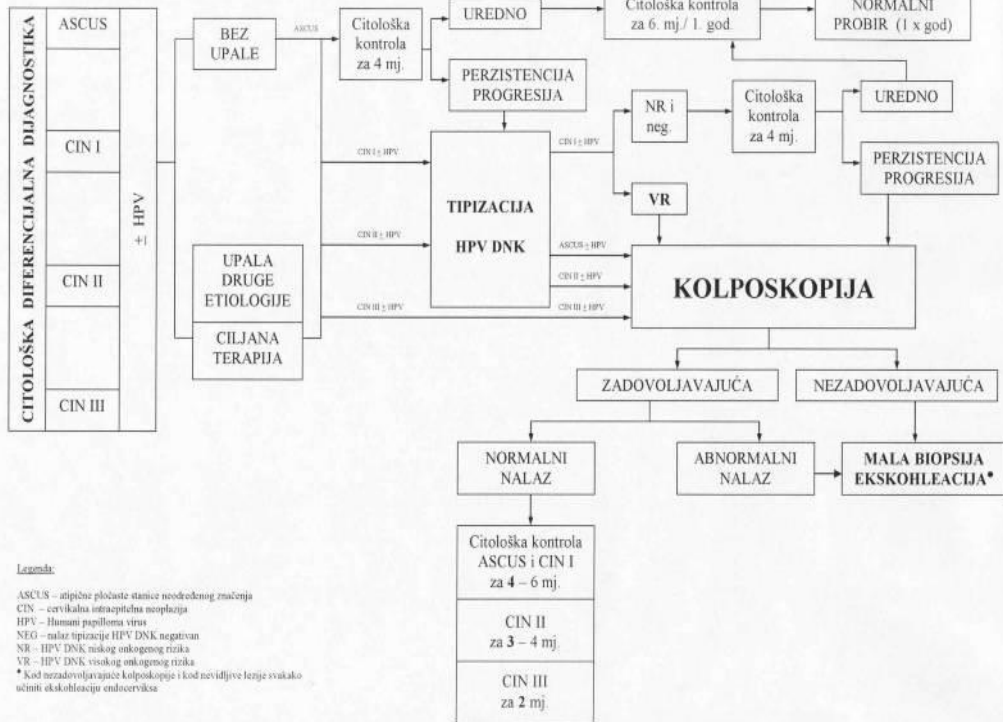 CITOLOŠKA DIFERENCIJALNA DIJAGNOSTIKA
ASCUS
CIN I
CIN II
CIN III
± HPV
BEZ
UPALE
UPALA
DRUGE
ETIOLOGIJE
CILJANA
TERAPIJA
ASCUS
Citološka
kontrola
za 4 mj.
UREDNO
Citološka kontrola
za 6. mj./ 1. god.
NORMALNI
PROBIR (1 x god)
PERZISTENCIJA
PROGRESIJA
CIN I ± HPV
CIN II ± HPV
CIN III ± HPV
TIPIZACIJA
HPV DNK
CIN I ± HPV
ASCUS ± HPV
CIN II ± HPV
CIN III ± HPV
NR i
neg.
VR
Citološka
kontrola
za 4 mj.
UREDNO
PERZISTENCIJA
PROGRESIJA
KOLPOSKOPIJA
ZADOVOLJAVAJUĆA
NEZADOVOLJAVAJUĆA
NORMALNI
NALAZ
ABNORMALNI
NALAZ
MALA BIOPSIJA
EKSKOHLEACIJA*
Citološka kontrola
ASCUS i CIN I
za 4 – 6 mj.
CIN II
za 3 – 4 mj.
CIN III
za 2 mj.
Legenda:
ASCUS – atipične pločaste stanice neodređenog značenja
CIN – cervikalna intraepitelna neoplazija
HPV – Humani papilloma virus
NEG – nalaz tipizacije HPV DNK negativan
NR – HPV DNK niskog onkogenog rizika
VR – HPV DNK visokog onkogenog rizika
* Kod nezadovoljavajuće kolposkopije i kod nevidljive lezije svakako
učiniti ekskohleaciju endocerviksa